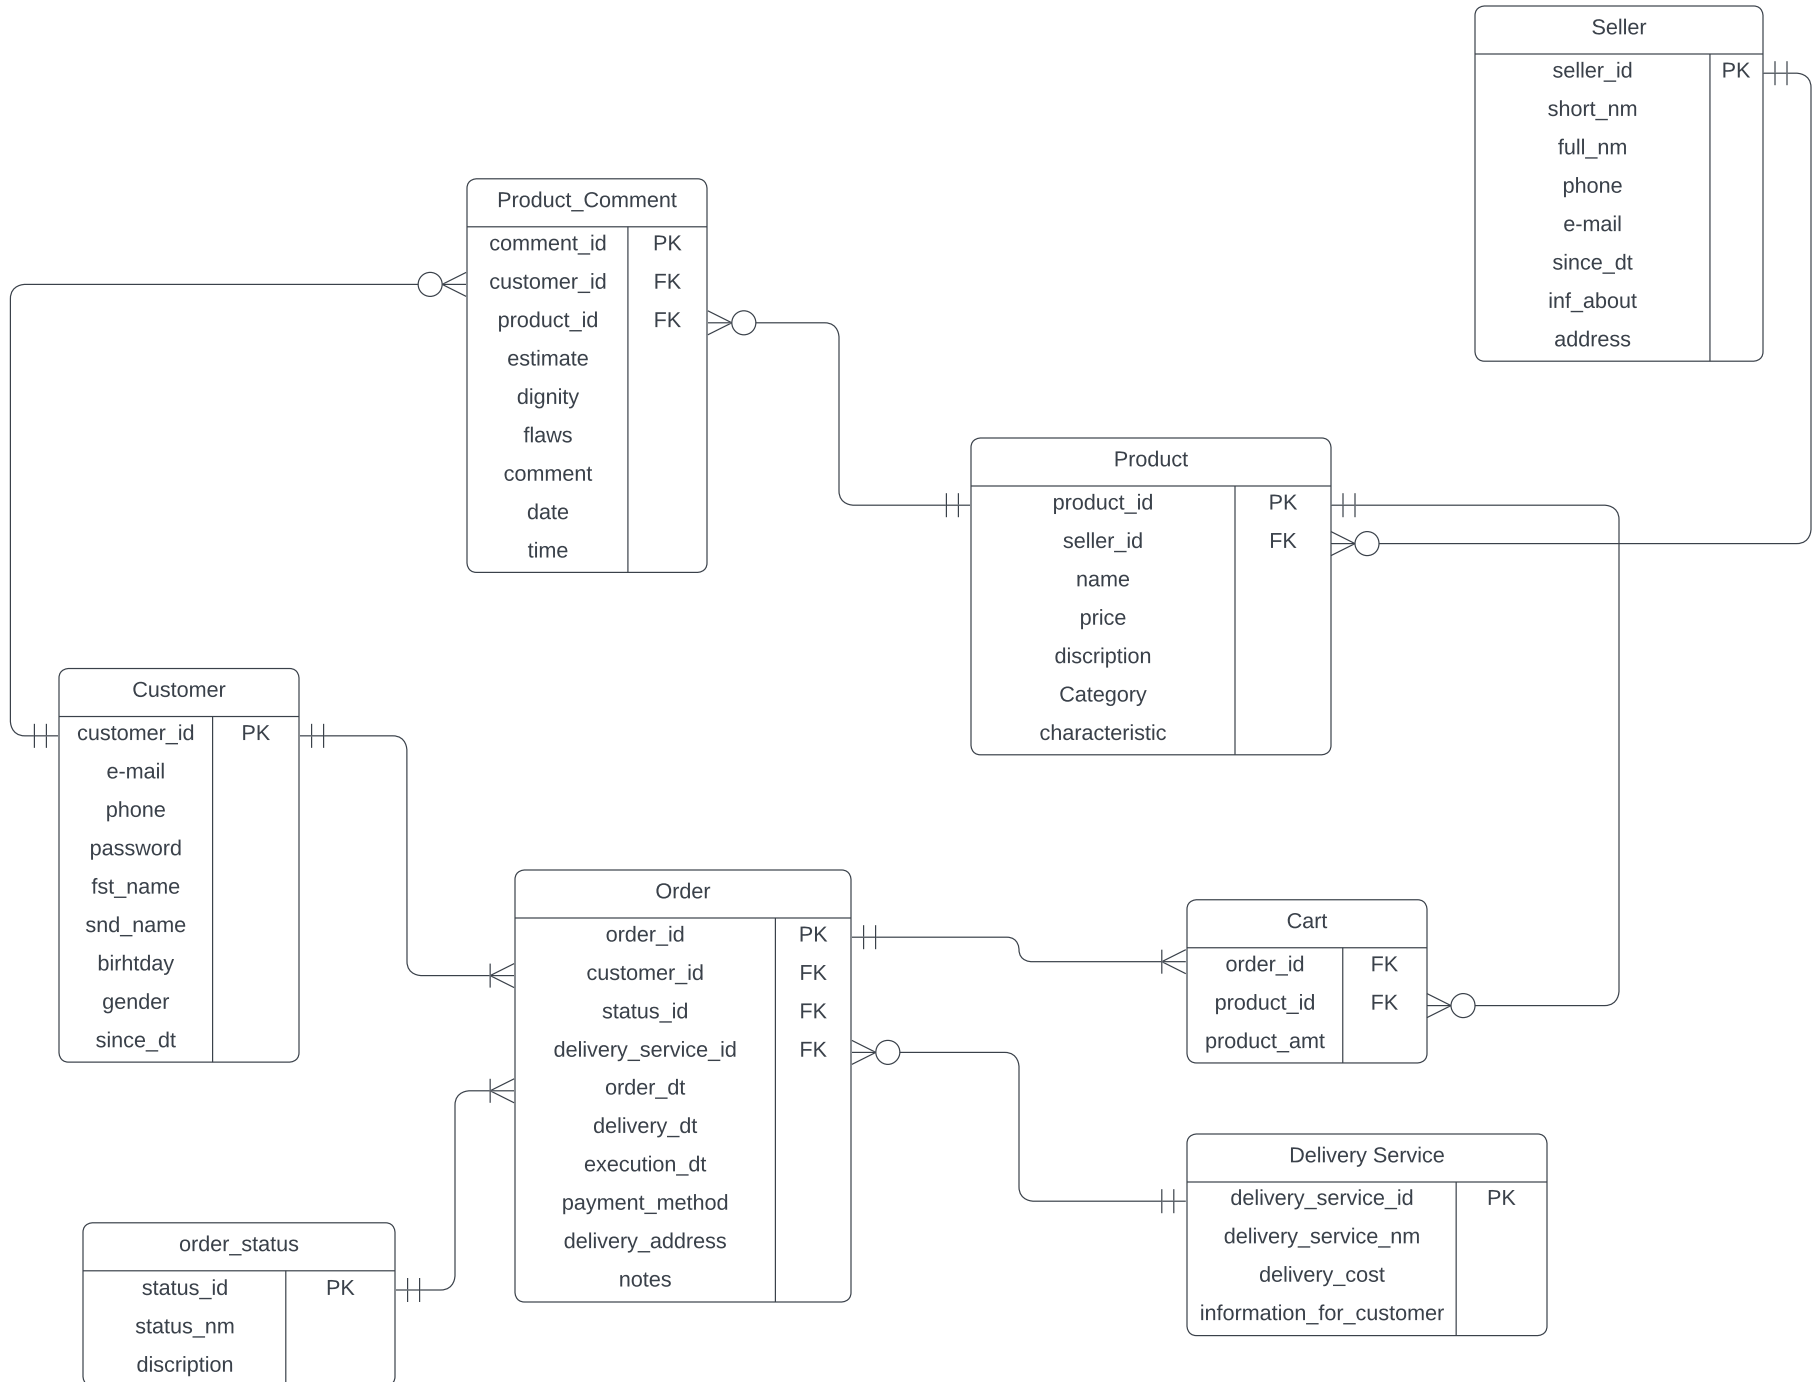 Seller
seller_id PK
short_nm
full_nm
phone
e-mail
since_dt
inf_about
address
Product_Comment
comment_id PK
customer_id FK
product_id FK
estimate
dignity
flaws
comment
date
time
Product
product_id PK
seller_id FK
name
price
discription
Category
characteristic
Customer
customer_id PK
e-mail
phone
password
fst_name
snd_name
birhtday
gender
since_dt
Order
order_id PK
customer_id FK
status_id FK
delivery_service_id FK
order_dt
delivery_dt
execution_dt
payment_method
delivery_address
notes
Cart
order_id FK
product_id FK
product_amt
Delivery Service
delivery_service_id PK
delivery_service_nm
delivery_cost
information_for_customer
order_status
status_id PK
status_nm
discription